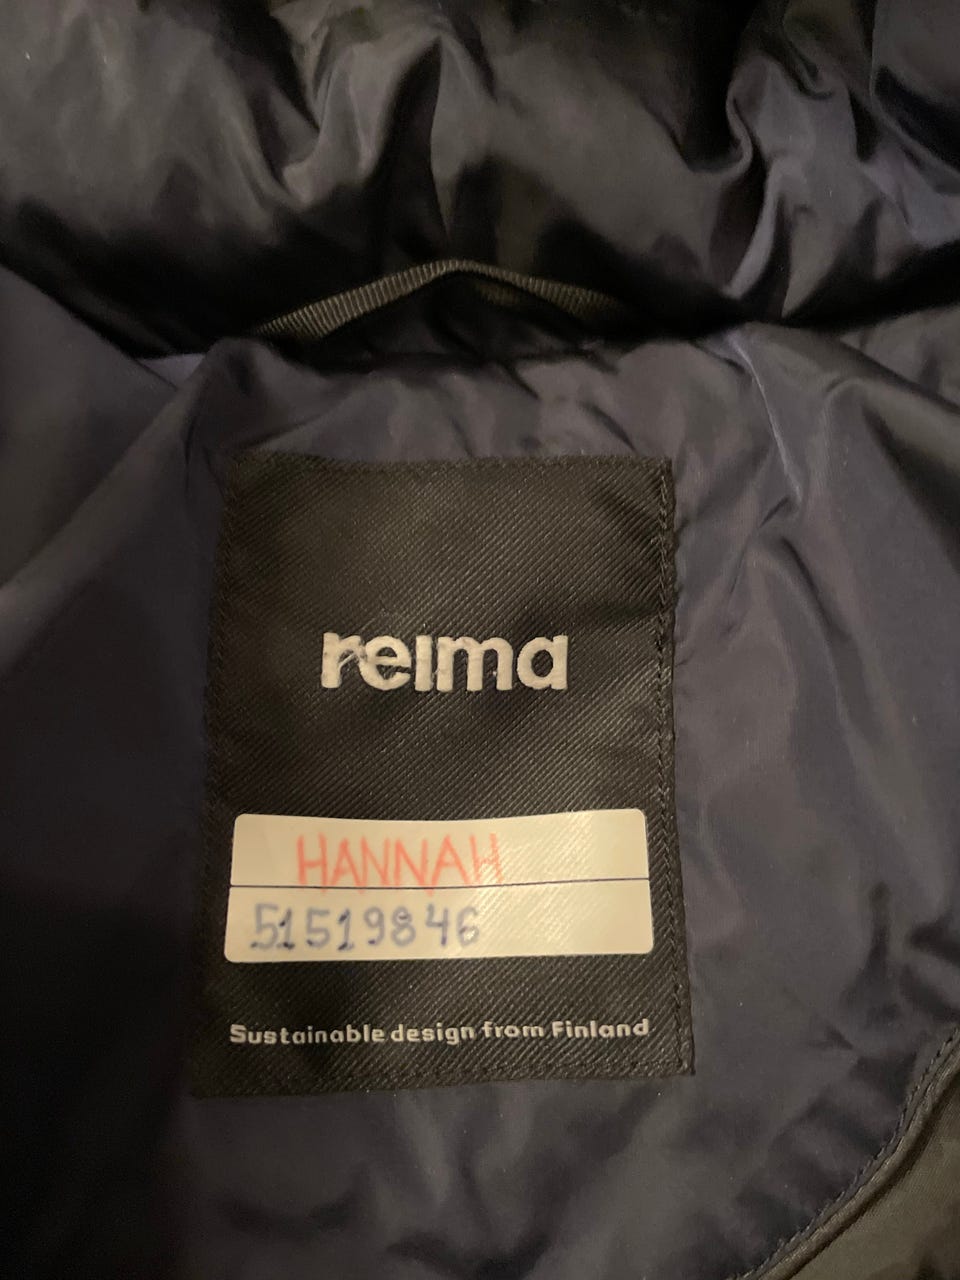 reima
HANNAH
51519846
Sustainable design from Finland